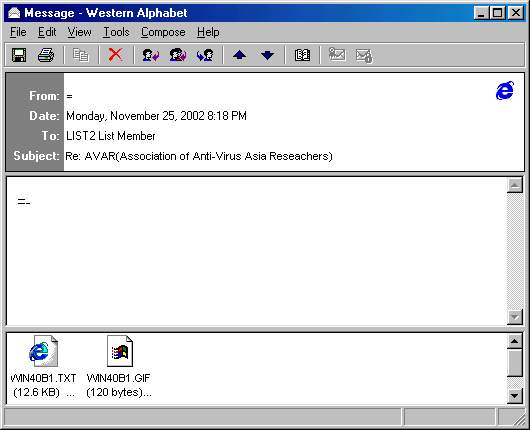 Message - Western Alphabet
File Edit View Tools Compose Help
From: =
Date: Monday, November 25, 2002 8:18 PM
To: LIST2 List Member
Subject: Re: AVAR(Association of Anti-Virus Asia Reseachers)
=-
WIN40B1.TXT WIN40B1.GIF
(12.6 KB) ... (120 bytes)...